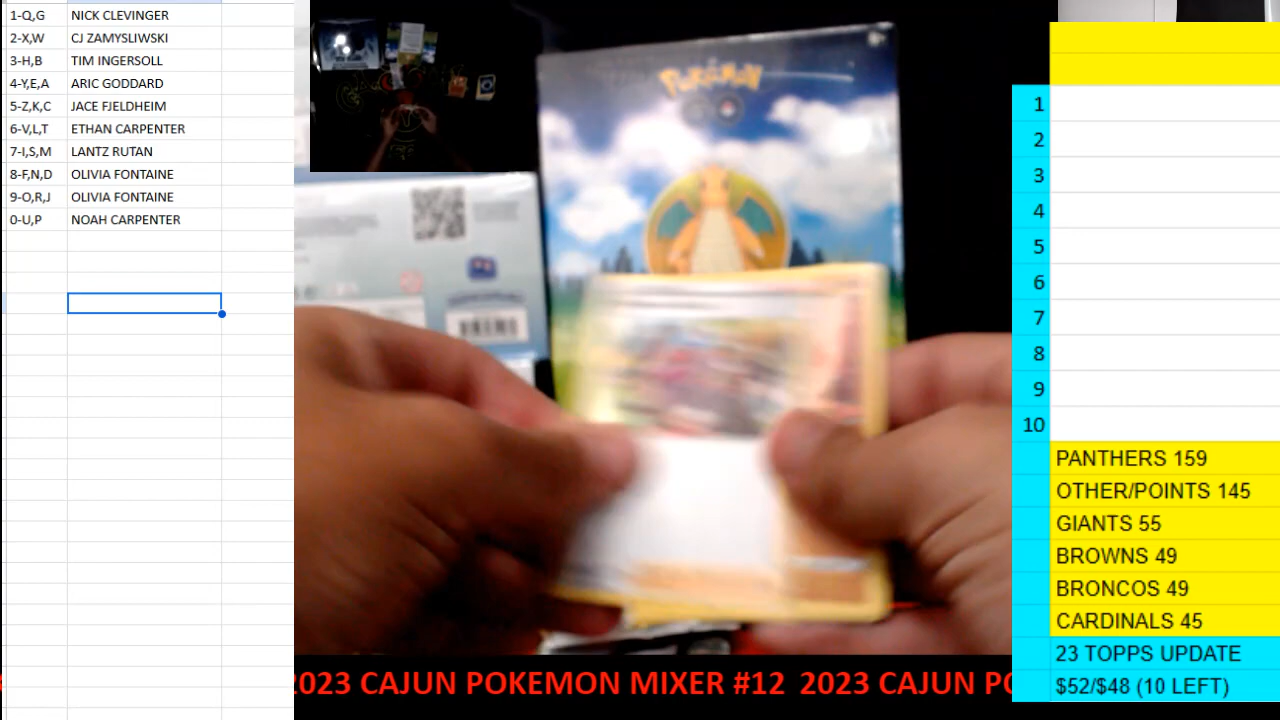 1-Q,G NICK CLEVINGER
2-X,W CJ ZAMYSLIWSKI
3-H,B TIM INGERSOLL
4-Y,E,A ARIC GODDARD
5-Z,K,C JACE FJELDHEIM
6-V,L,T ETHAN CARPENTER
7-I,S,M LANTZ RUTAN
8-F,N,D OLIVIA FONTAINE
9-O,R,J OLIVIA FONTAINE
0-U,P NOAH CARPENTER
Pokémon
1
2
3
4
5
6
7
8
9
10
PANTHERS 159
OTHER/POINTS 145
GIANTS 55
BROWNS 49
BRONCOS 49
CARDINALS 45
23 TOPPS UPDATE
$52/$48 (10 LEFT)
2023 CAJUN POKEMON MIXER #12 2023 CAJUN PO